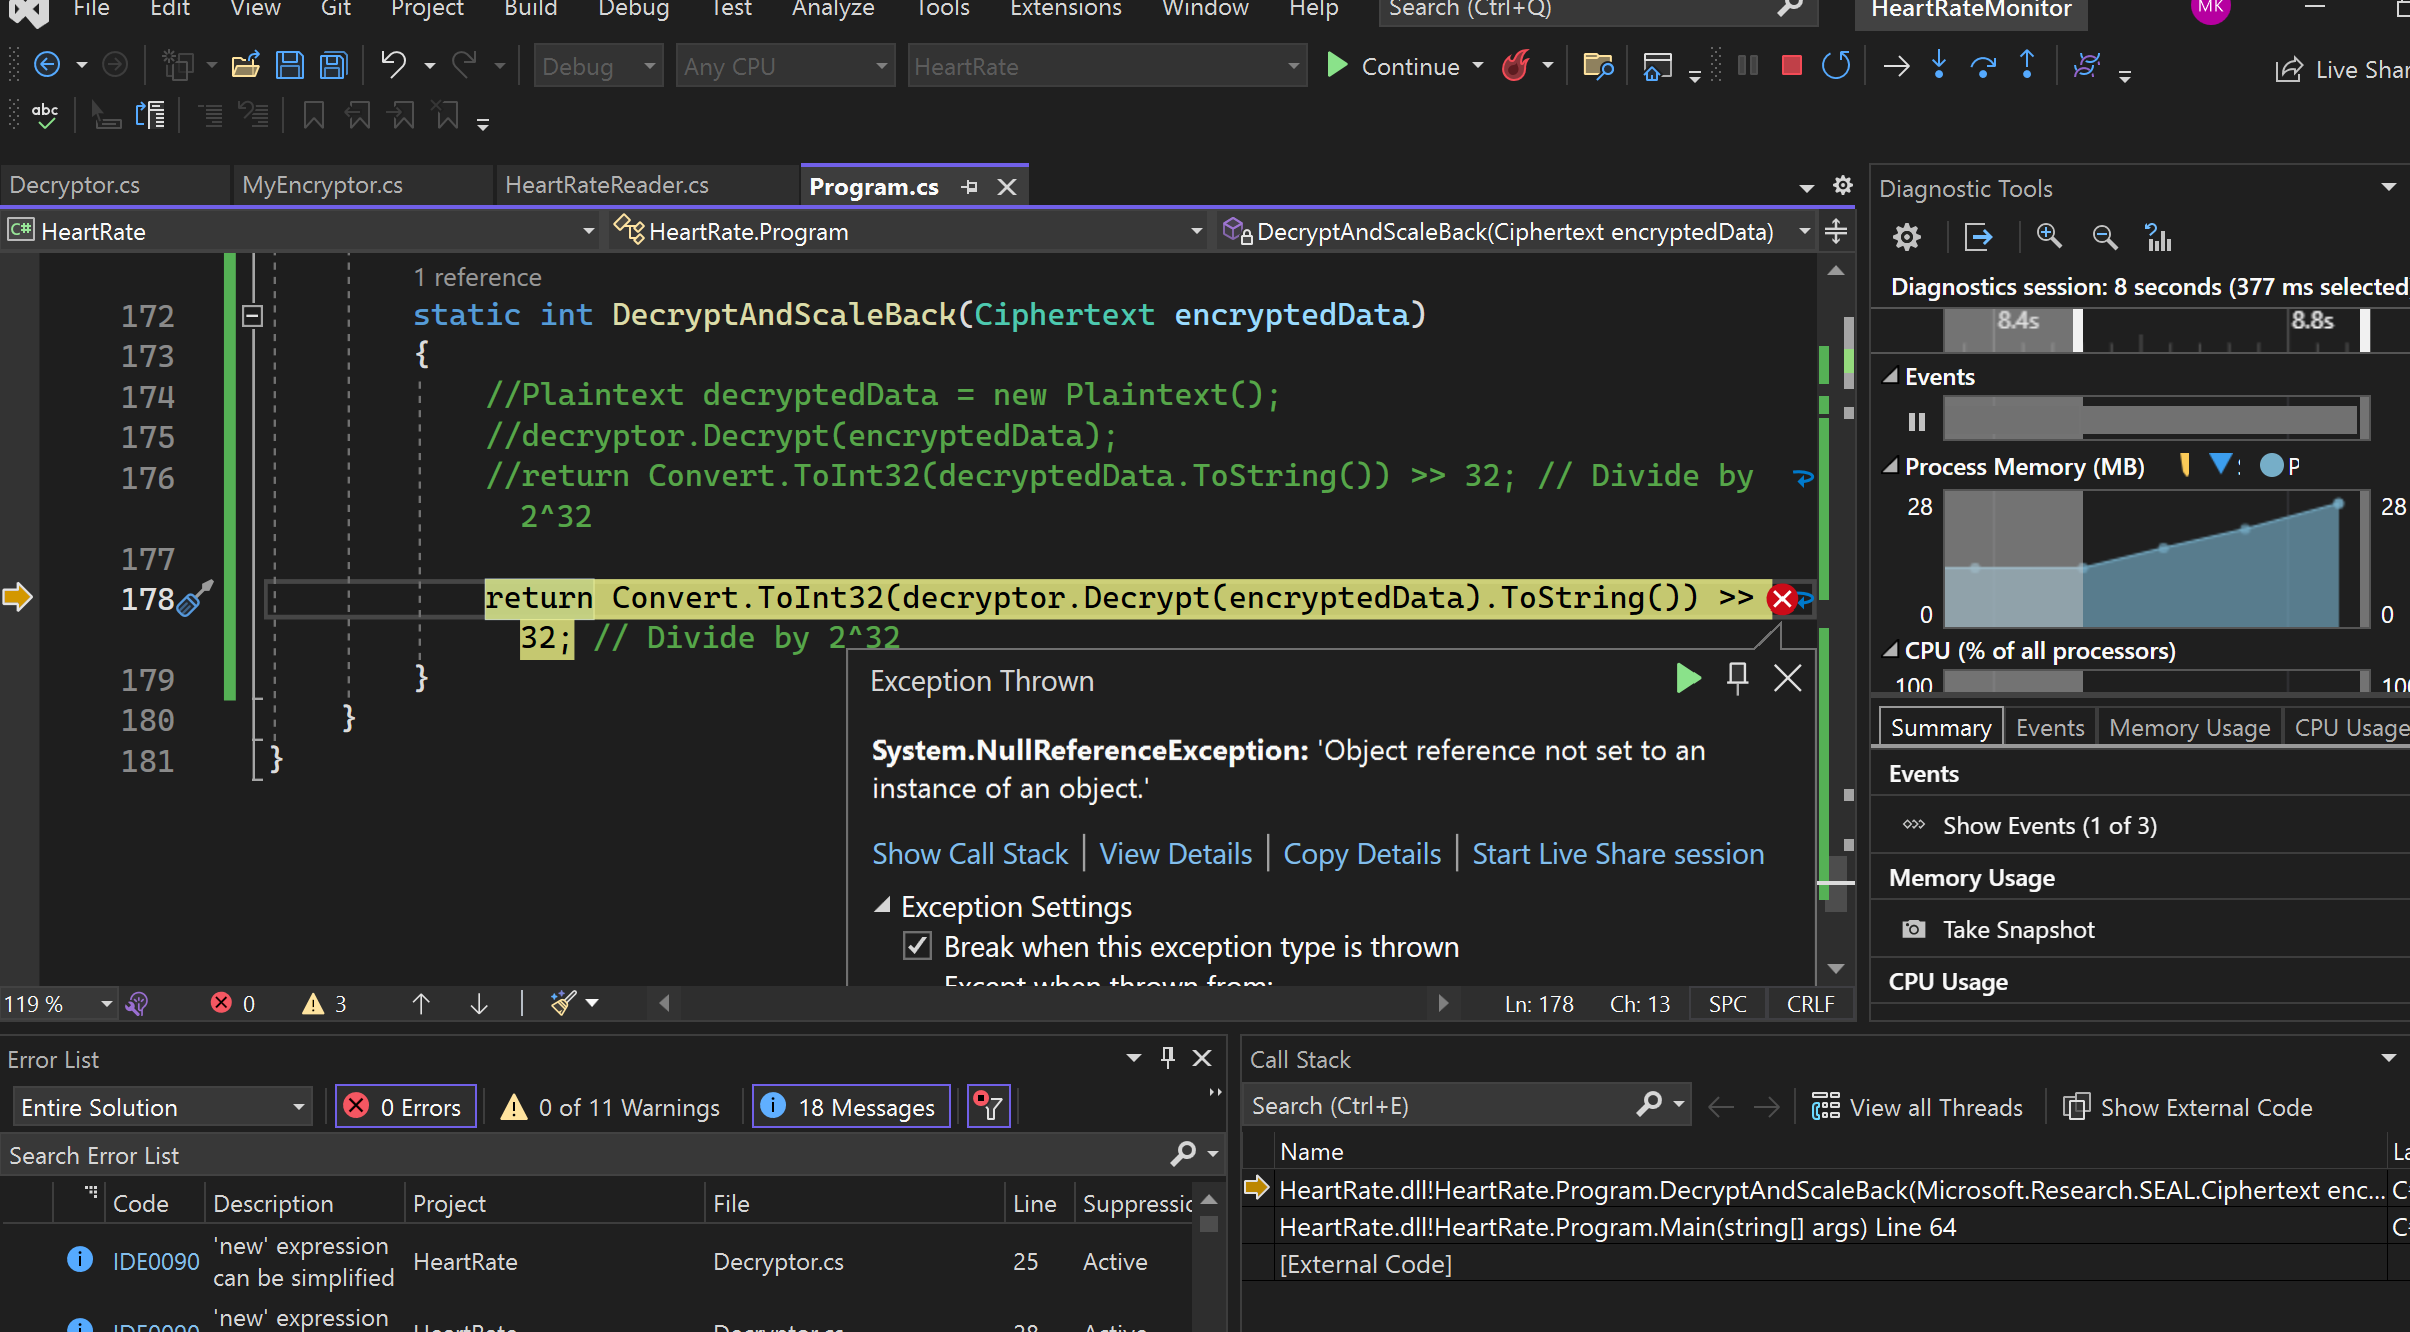 File Edit View Git Project Build Debug Test Analyze Tools Extensions Window Help Search (Ctrl+Q) HeartRateMonitor MK
Debug Any CPU HeartRate Continue Live Shar
abc
Decryptor.cs MyEncryptor.cs HeartRateReader.cs Program.cs
C# HeartRate HeartRate.Program DecryptAndScaleBack(Ciphertext encryptedData)
1 reference
172 static int DecryptAndScaleBack(Ciphertext encryptedData)
173 {
174 //Plaintext decryptedData = new Plaintext();
175 //decryptor.Decrypt(encryptedData);
176 //return Convert.ToInt32(decryptedData.ToString()) >> 32; // Divide by
2^32
177
178 return Convert.ToInt32(decryptor.Decrypt(encryptedData).ToString()) >>
32; // Divide by 2^32
179 }
180 }
181 }
Exception Thrown
System.NullReferenceException: 'Object reference not set to an
instance of an object.'
Show Call Stack | View Details | Copy Details | Start Live Share session
Exception Settings
Break when this exception type is thrown
Except when thrown from:
119 % 0 3 Ln: 178 Ch: 13 SPC CRLF
Diagnostic Tools
Diagnostics session: 8 seconds (377 ms selected
8.4s 8.8s
Events
Process Memory (MB) P
28 28
0 0
CPU (% of all processors)
100 100
Summary Events Memory Usage CPU Usage
Events
Show Events (1 of 3)
Memory Usage
Take Snapshot
CPU Usage
Error List
Entire Solution 0 Errors 0 of 11 Warnings 18 Messages
Search Error List
Code Description Project File Line Suppressic
IDE0090 'new' expression can be simplified HeartRate Decryptor.cs 25 Active
IDE0090 'new' expression HeartRate Decryptor.cs 28 Active
Call Stack
Search (Ctrl+E) View all Threads Show External Code
Name La
HeartRate.dll!HeartRate.Program.DecryptAndScaleBack(Microsoft.Research.SEAL.Ciphertext enc... C
HeartRate.dll!HeartRate.Program.Main(string[] args) Line 64 C
[External Code]